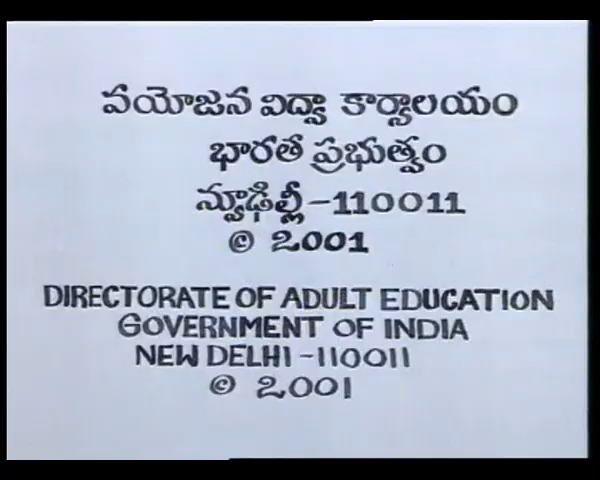 వయోజన విద్యా కార్యాలయం
భారత ప్రభుత్వం
న్యూఢిల్లీ-110011
© 2001
DIRECTORATE OF ADULT EDUCATION
GOVERNMENT OF INDIA
NEW DELHI-110011
© 2001